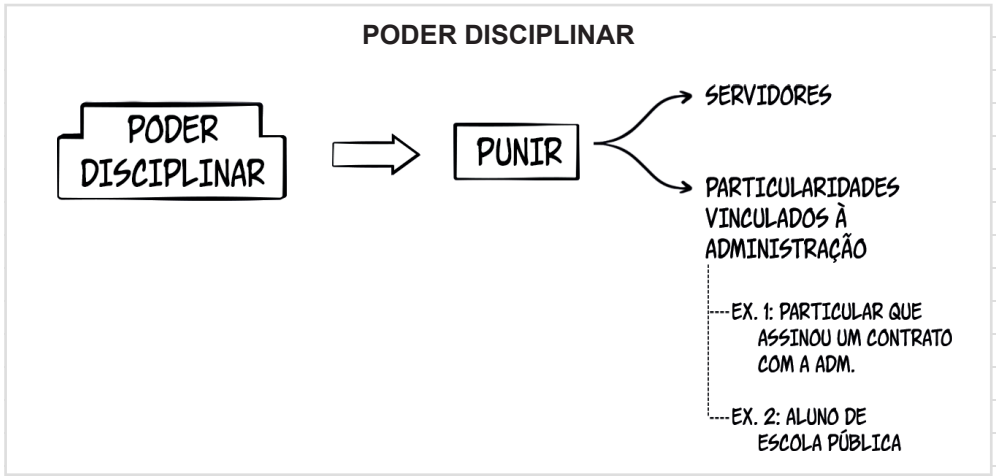 PODER DISCIPLINAR
PODER
DISCIPLINAR
PUNIR
SERVIDORES
PARTICULARIDADES
VINCULADOS À
ADMINISTRAÇÃO
EX. 1: PARTICULAR QUE
ASSINOU UM CONTRATO
COM A ADM.
EX. 2: ALUNO DE
ESCOLA PÚBLICA